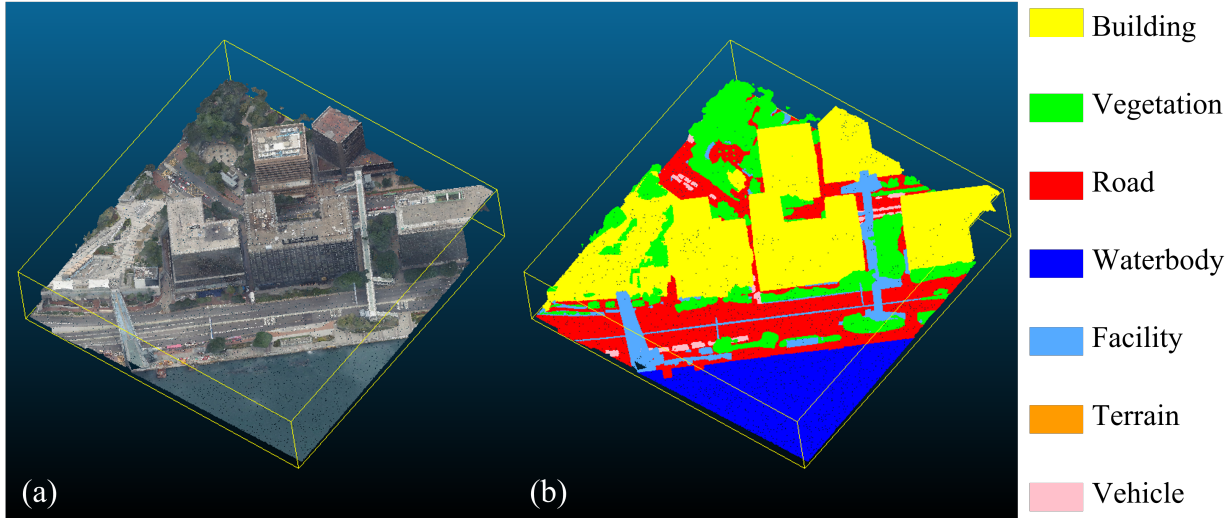 Building
Vegetation
Road
Waterbody
Facility
Terrain
Vehicle
(a)
(b)